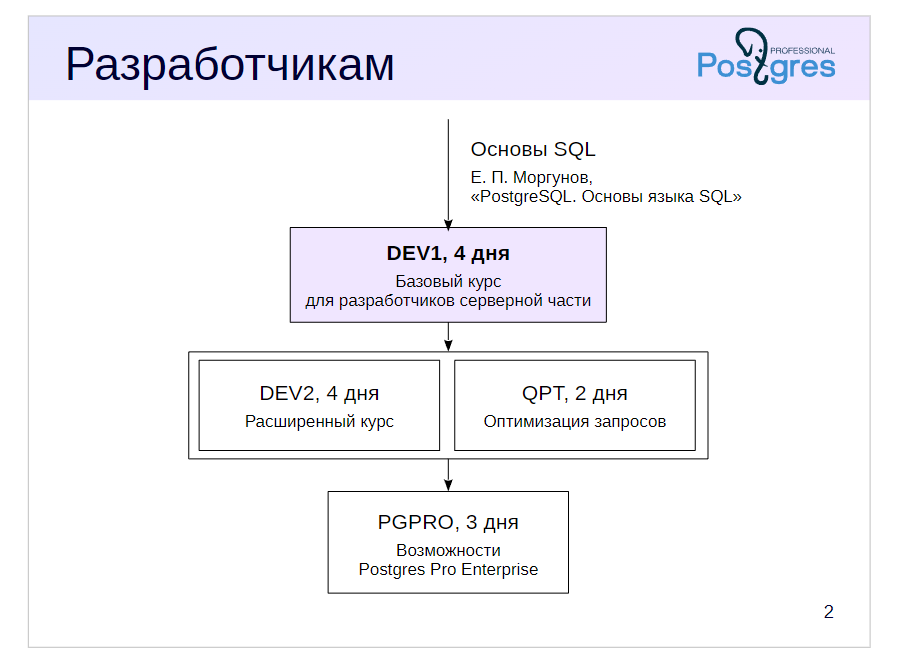 Разработчикам
PROFESSIONAL
Postgres
Основы SQL
Е. П. Моргунов,
«PostgreSQL. Основы языка SQL»
DEV1, 4 дня
Базовый курс
для разработчиков серверной части
DEV2, 4 дня
Расширенный курс
QPT, 2 дня
Оптимизация запросов
PGPRO, 3 дня
Возможности
Postgres Pro Enterprise
2